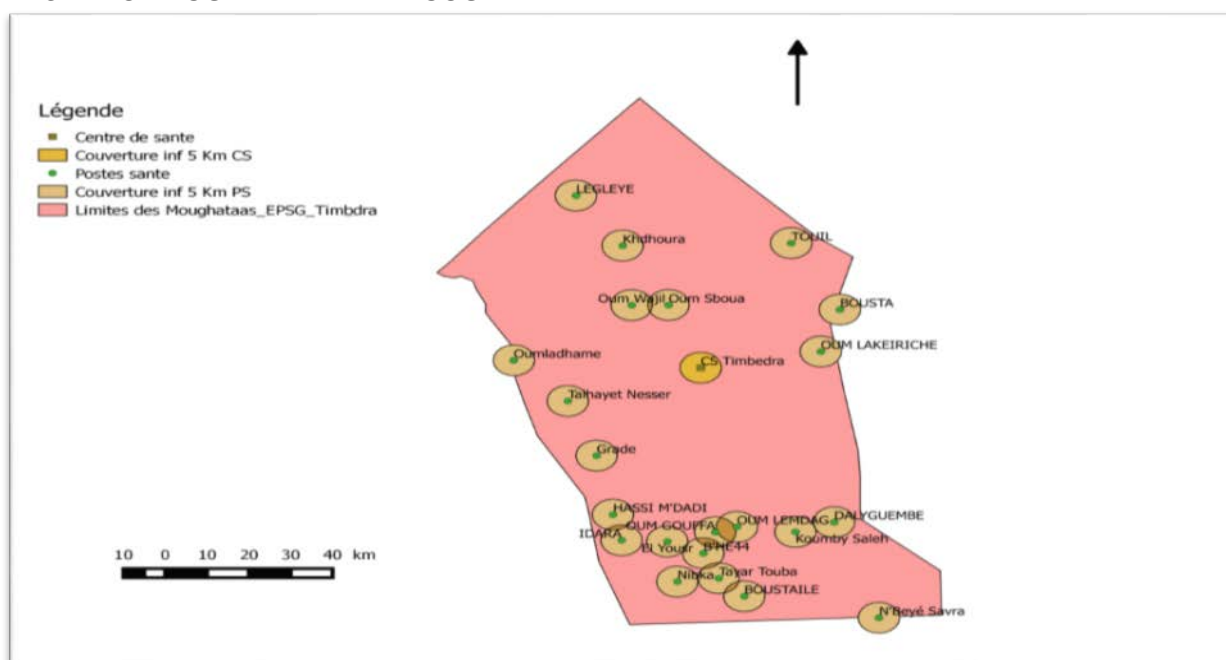 Légende
Centre de sante
Couverture inf 5 Km CS
Postes sante
Couverture inf 5 Km PS
Limites des Moughataas_EPSG_Timbdra
LEGLEYE
Khdhoura
TOUIL
Oum Wajil Oum Sboua
BOUSTA
OUM LAKEIRICHE
Oumladhame
CS Timbedra
Talhayet Nesser
Grade
HASSI M'DADI
OUM GOUFFA
OUM LEMDAG
DALYGUEMBE
IDARA
El Yousr
B'HE44
Koumby Saleh
Nibka
Tayar Touba
BOUSTAILE
N'Beyé Savra
10 0 10 20 30 40 km